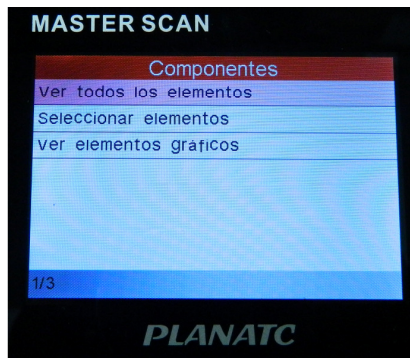 MASTER SCAN
Componentes
Ver todos los elementos
Seleccionar elementos
Ver elementos gráficos
1/3
PLANATC